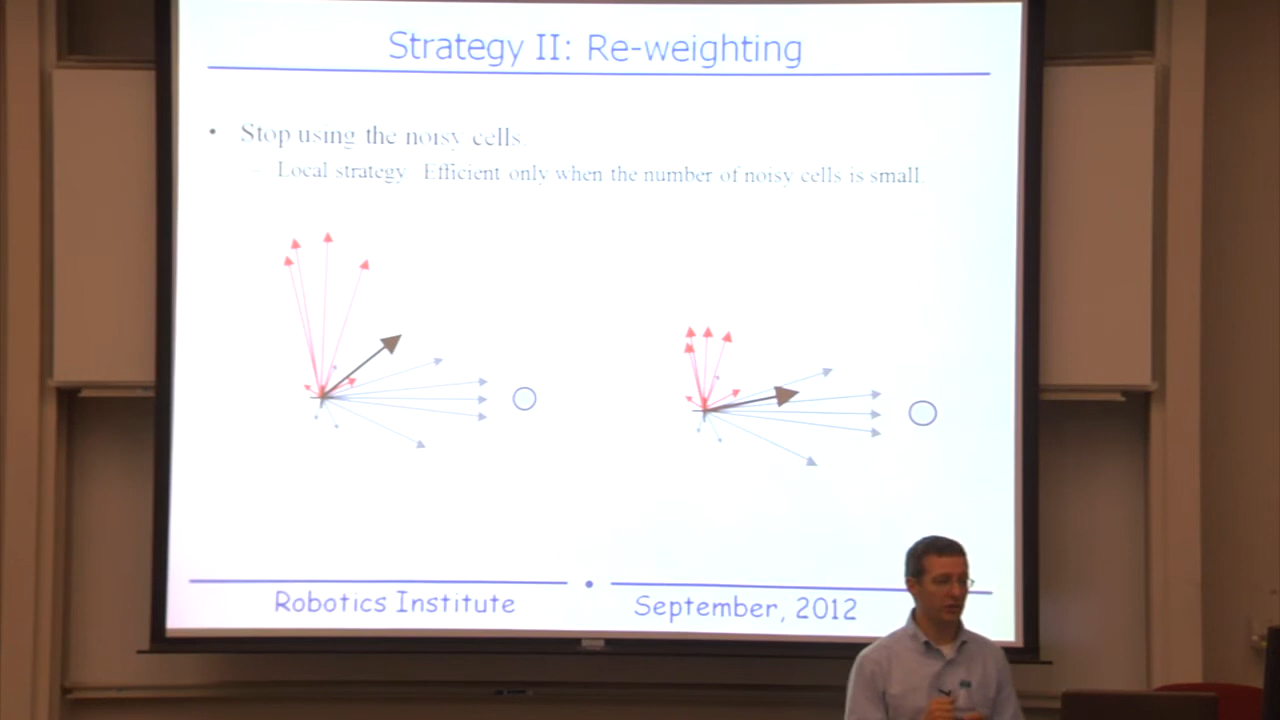 Strategy II: Re-weighting
• Stop using the noisy cells.
– Local strategy. Efficient only when the number of noisy cells is small.
Robotics Institute • September, 2012